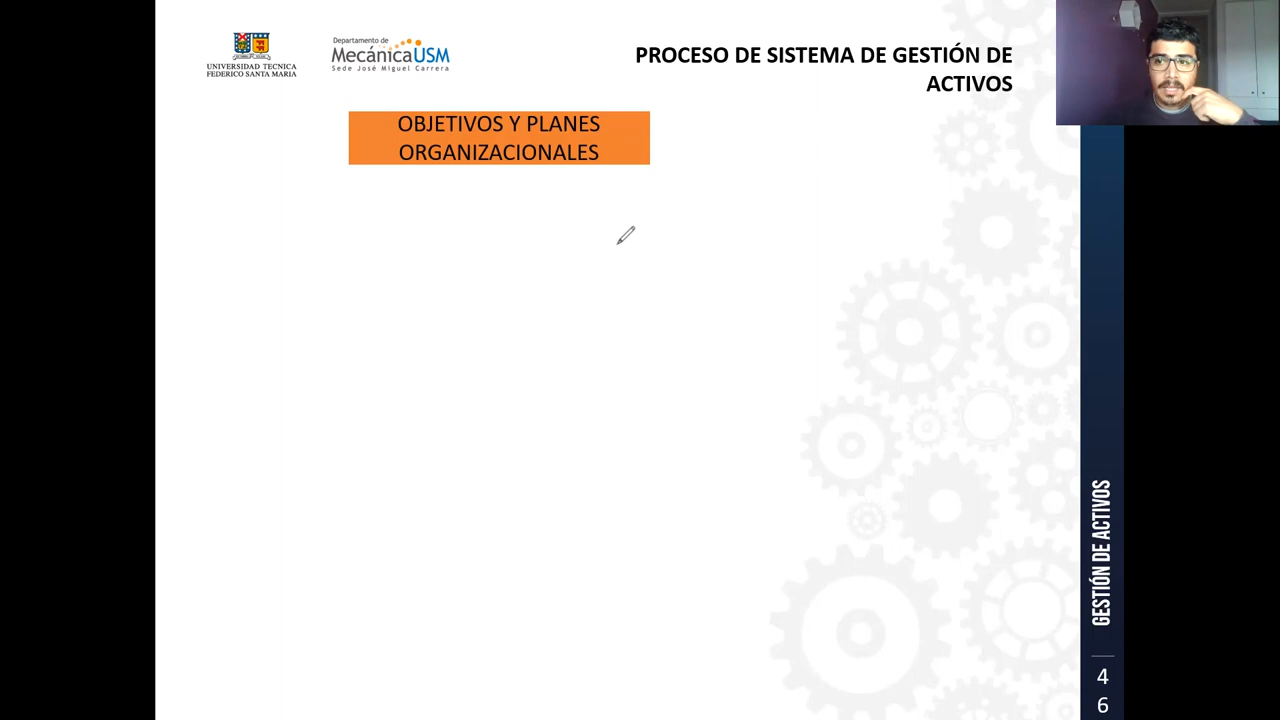 UNIVERSIDAD TECNICA
FEDERICO SANTA MARIA
Departamento de
MecánicaUSM
Sede José Miguel Carrera
PROCESO DE SISTEMA DE GESTIÓN DE
ACTIVOS
OBJETIVOS Y PLANES
ORGANIZACIONALES
GESTIÓN DE ACTIVOS
4
6